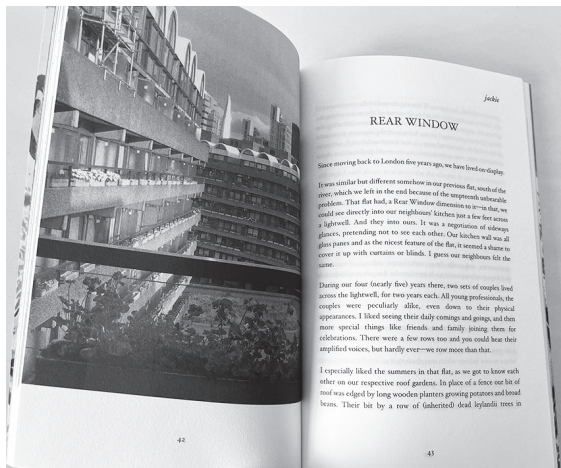 jackie
REAR WINDOW
Since moving back to London five years ago, we have lived on display.
It was similar but different somehow in our previous flat, south of the
river, which we left in the end because of the umpteenth unbearable
problem. That flat had, a Rear Window dimension to it—in that, we
could see directly into our neighbours' kitchen just a few feet across
a lightwell. And they into ours. It was a negotiation of sideways
glances, pretending not to see each other. Our kitchen wall was all
glass panes and as the nicest feature of the flat, it seemed a shame to
cover it up with curtains or blinds. I guess our neighbours felt the
same.
During our four (nearly five) years there, two sets of couples lived
across the lightwell, for two years each. All young professionals, the
couples were peculiarly alike, even down to their physical
appearances. I liked seeing their daily comings and goings, and then
more special things like friends and family joining them for
celebrations. There were a few rows too and you could hear their
amplified voices, but hardly ever—we row more than that.
I especially liked the summers in that flat, as we got to know each
other on our respective roof gardens. In place of a fence our bit of
roof was edged by long wooden planters growing potatoes and broad
beans. Their bit by a row of (inherited) dead leylandii trees in
42
43